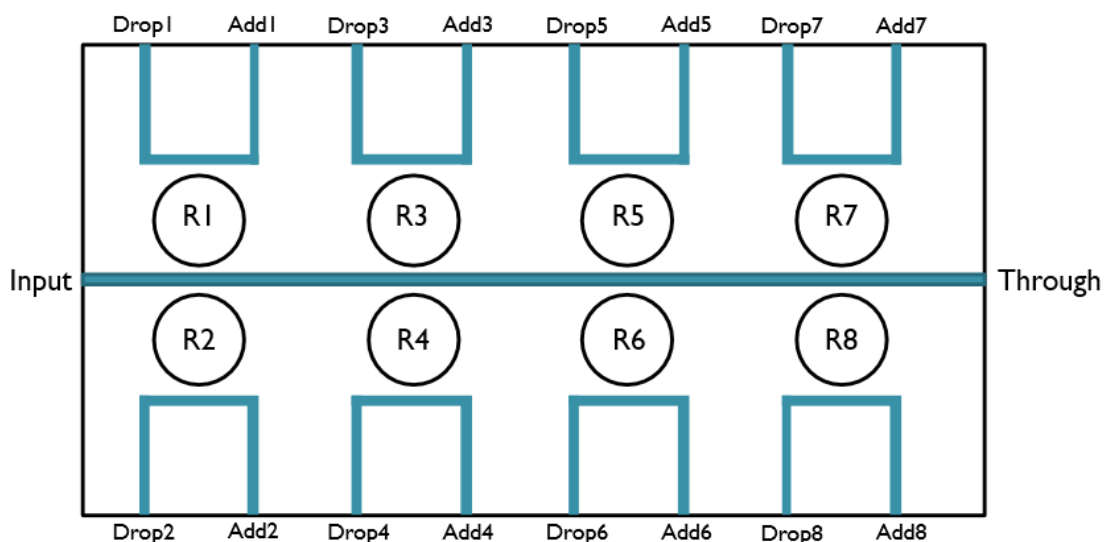 Drop1 Add1 Drop3 Add3 Drop5 Add5 Drop7 Add7
R1 R3 R5 R7
Input Through
R2 R4 R6 R8
Drop2 Add2 Drop4 Add4 Drop6 Add6 Drop8 Add8